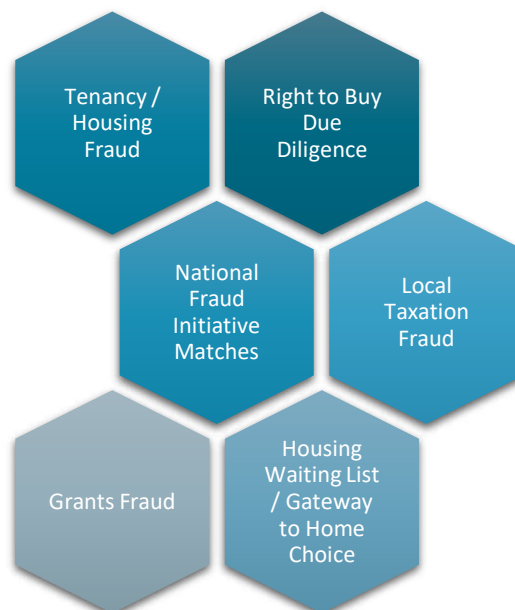 Tenancy /
Housing
Fraud
Right to Buy
Due
Diligence
National
Fraud
Initiative
Matches
Local
Taxation
Fraud
Grants Fraud
Housing
Waiting List
/ Gateway
to Home
Choice